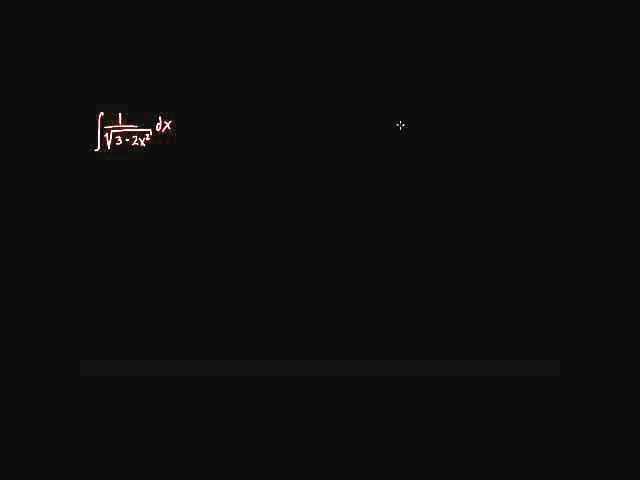 ∫ 1/√(3 - 2x²) dx